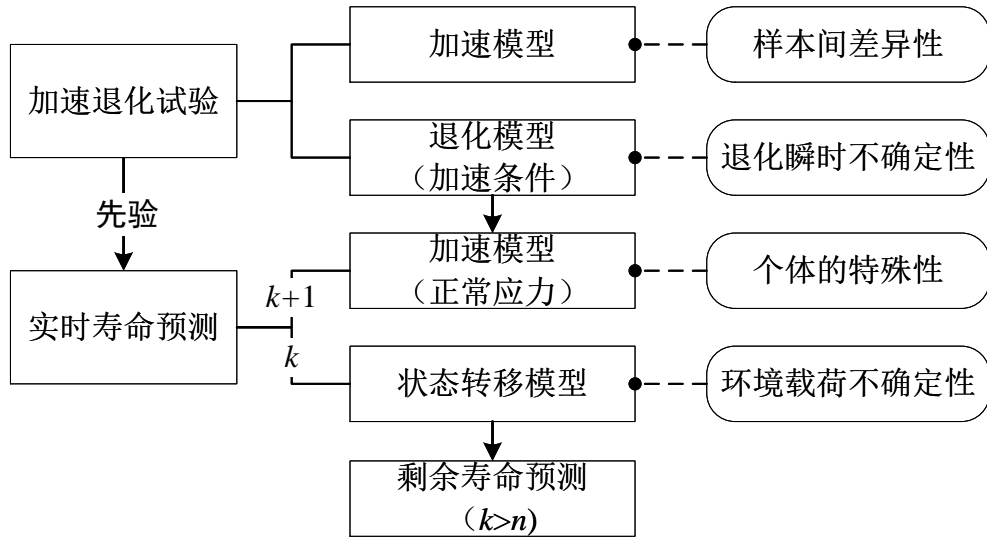 加速模型
样本间差异性
加速退化试验
退化模型
（加速条件）
退化瞬时不确定性
先验
加速模型
（正常应力）
个体的特殊性
k+1
实时寿命预测
k
状态转移模型
环境载荷不确定性
剩余寿命预测
（k>n)